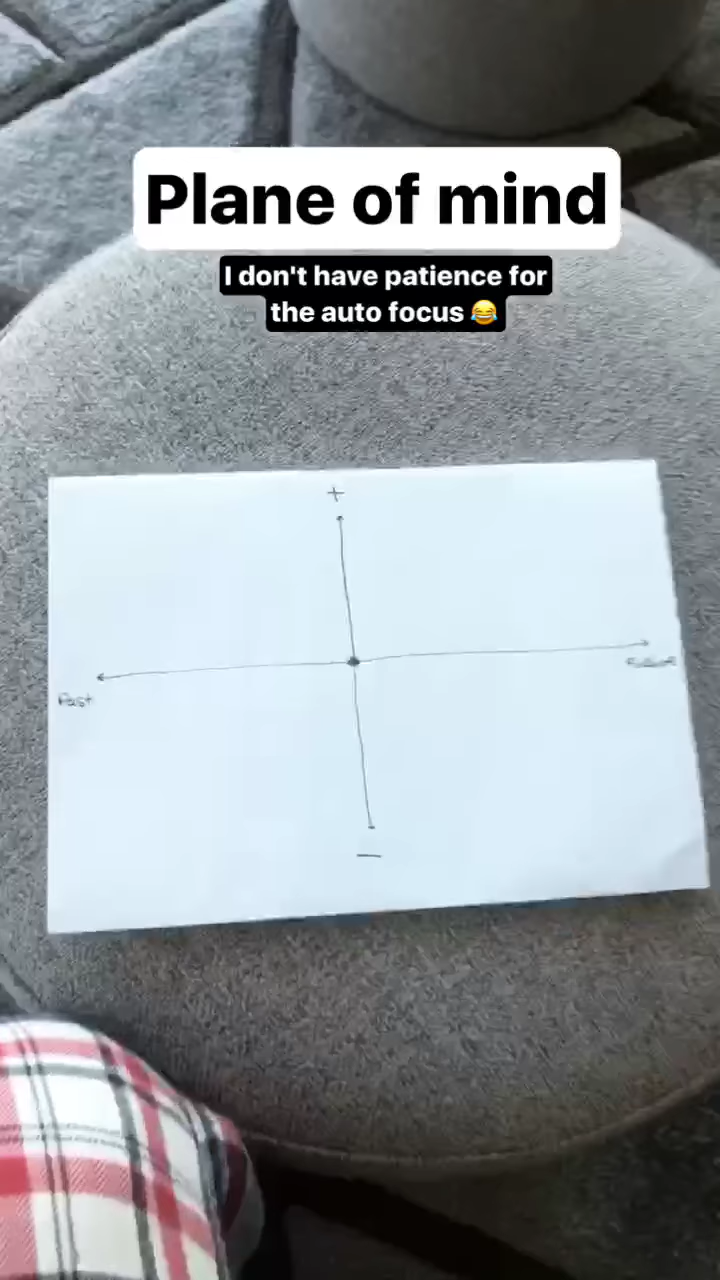 Plane of mind
I don't have patience for
the auto focus 😂
+
Past
Future
—